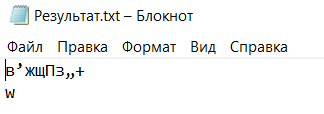 Результат.txt – Блокнот
Файл Правка Формат Вид Справка
в’жщПз„+
w